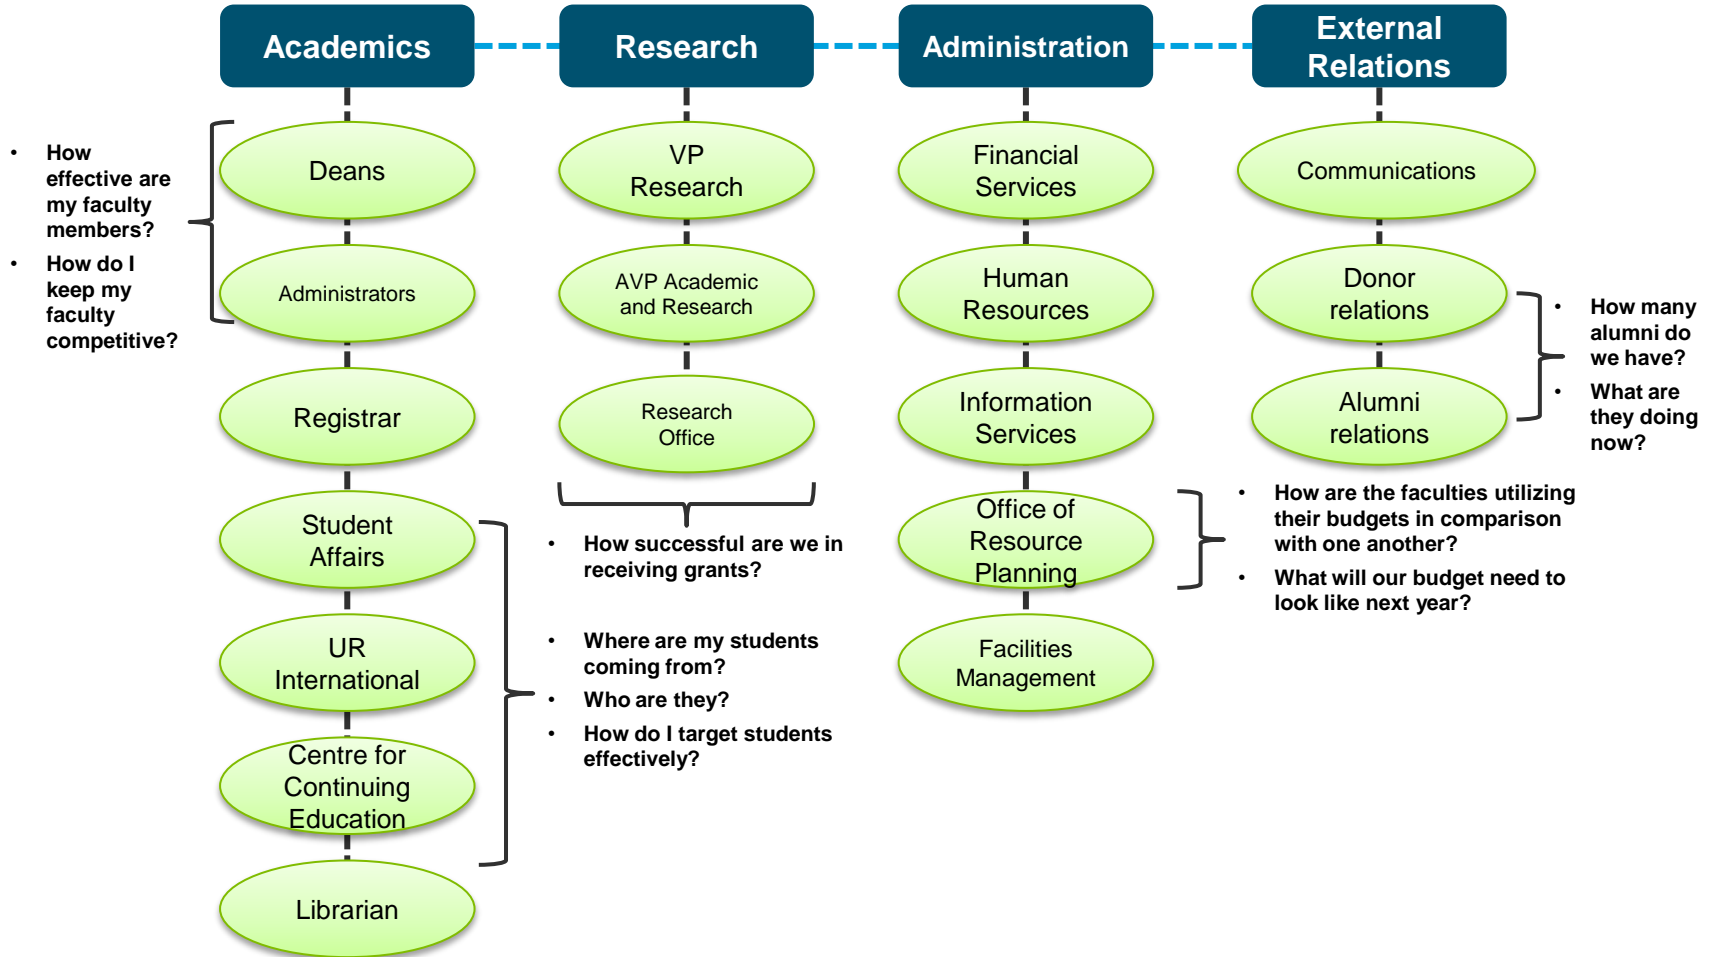 Academics
Research
Administration
External
Relations
• How
effective are
my faculty
members?
• How do I
keep my
faculty
competitive?
Deans
Administrators
Registrar
Student
Affairs
UR
International
Centre for
Continuing
Education
Librarian
VP
Research
AVP Academic
and Research
Research
Office
• How successful are we in
receiving grants?
• Where are my students
coming from?
• Who are they?
• How do I target students
effectively?
Financial
Services
Human
Resources
Information
Services
Office of
Resource
Planning
Facilities
Management
• How are the faculties utilizing
their budgets in comparison
with one another?
• What will our budget need to
look like next year?
Communications
Donor
relations
Alumni
relations
• How many
alumni do
we have?
• What are
they doing
now?